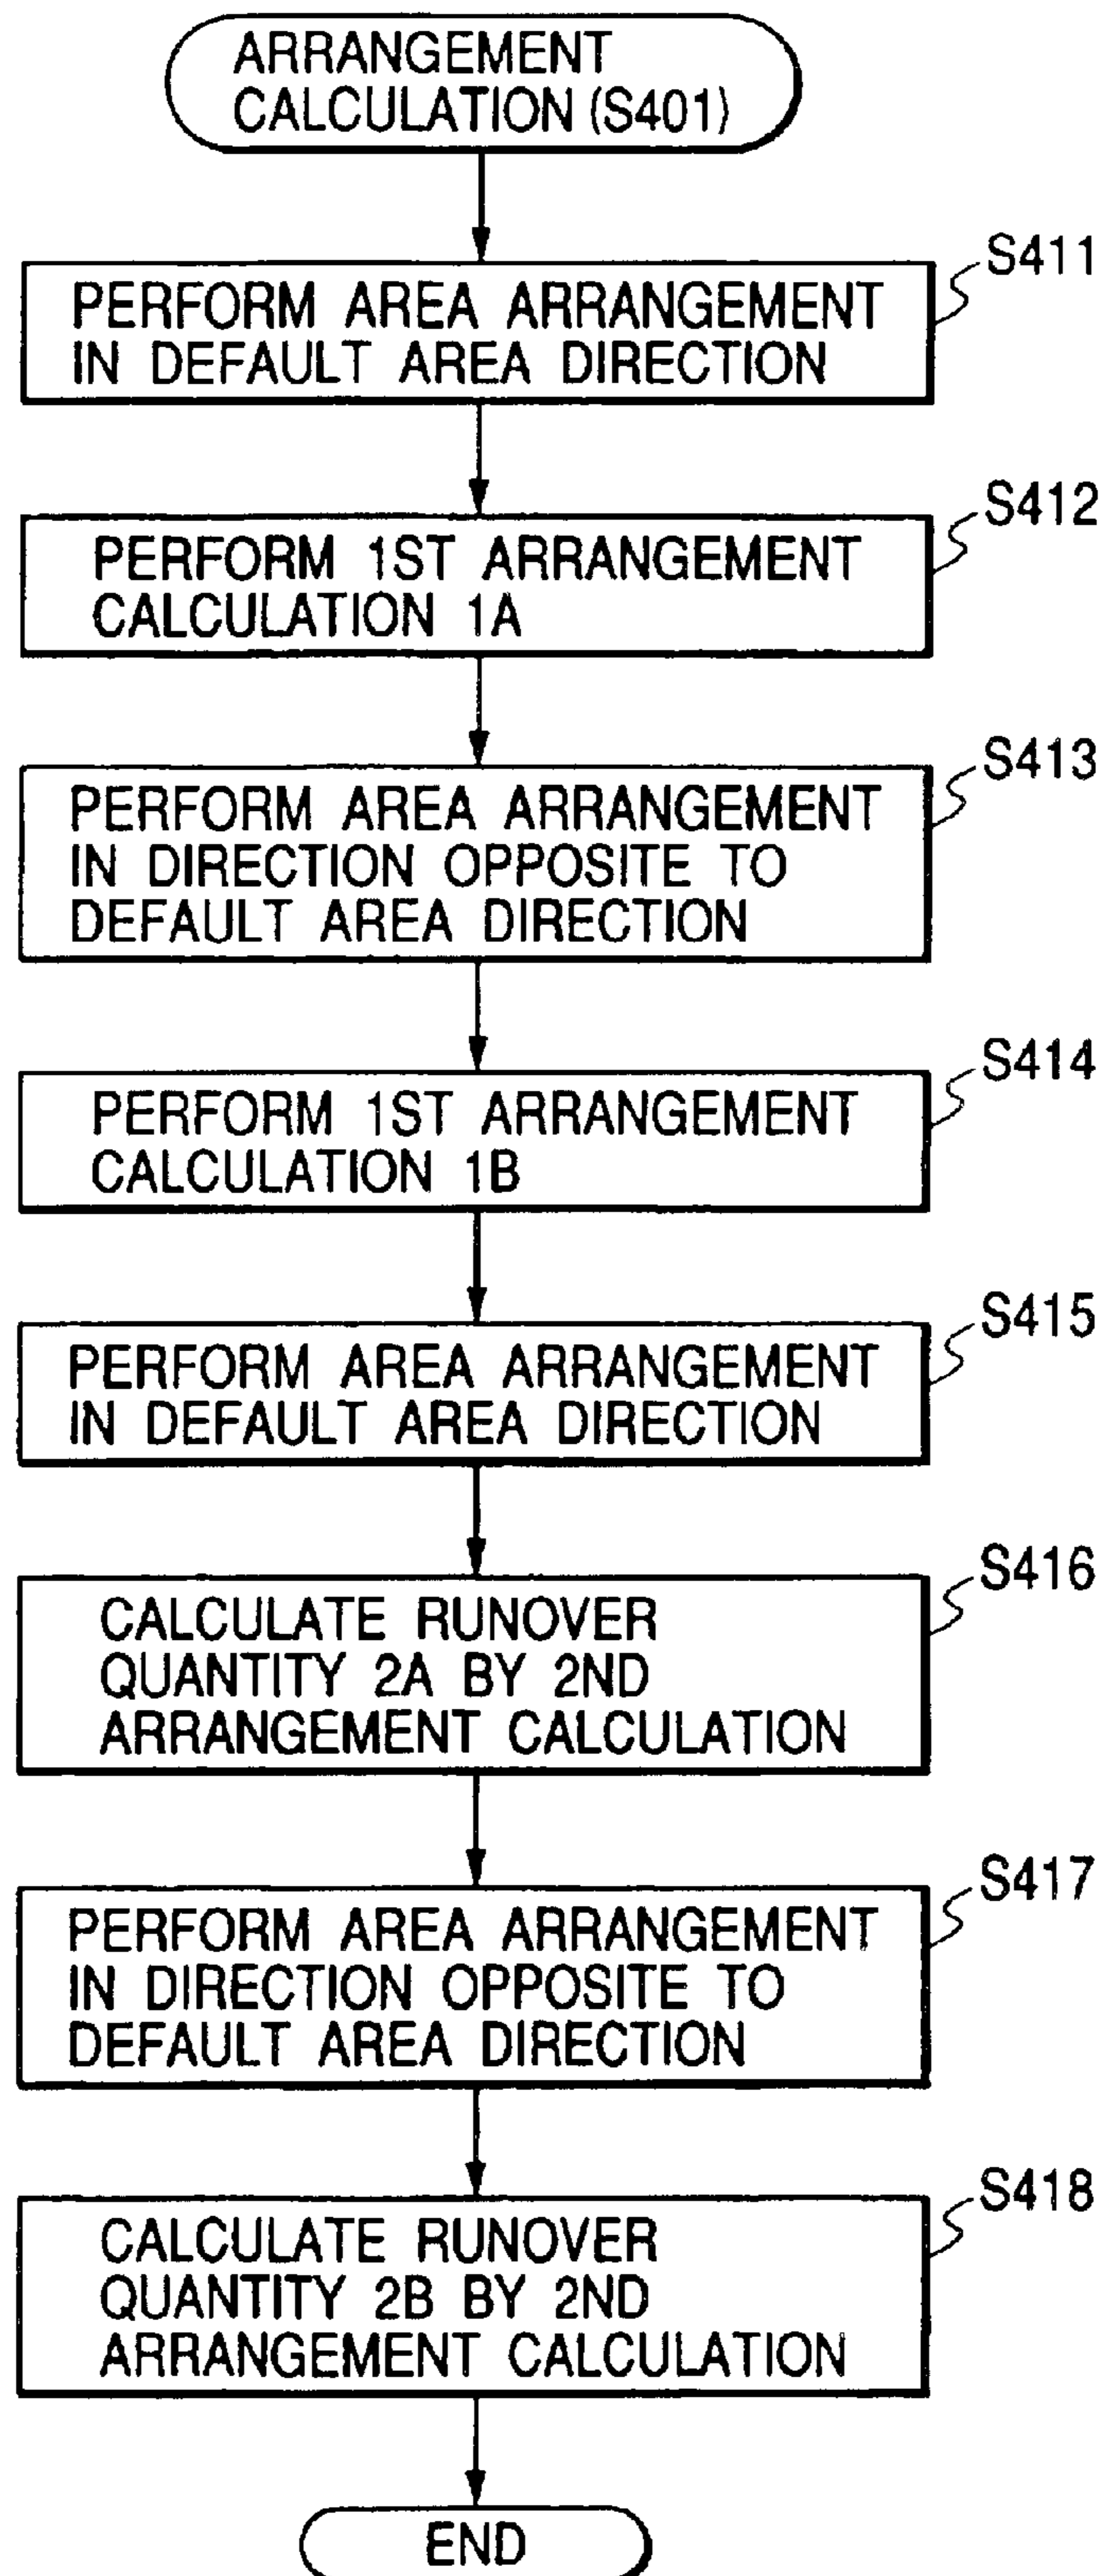 ARRANGEMENT
CALCULATION (S401)
S411
PERFORM AREA ARRANGEMENT
IN DEFAULT AREA DIRECTION
S412
PERFORM 1ST ARRANGEMENT
CALCULATION 1A
S413
PERFORM AREA ARRANGEMENT
IN DIRECTION OPPOSITE TO
DEFAULT AREA DIRECTION
S414
PERFORM 1ST ARRANGEMENT
CALCULATION 1B
S415
PERFORM AREA ARRANGEMENT
IN DEFAULT AREA DIRECTION
S416
CALCULATE RUNOVER
QUANTITY 2A BY 2ND
ARRANGEMENT CALCULATION
S417
PERFORM AREA ARRANGEMENT
IN DIRECTION OPPOSITE TO
DEFAULT AREA DIRECTION
S418
CALCULATE RUNOVER
QUANTITY 2B BY 2ND
ARRANGEMENT CALCULATION
END